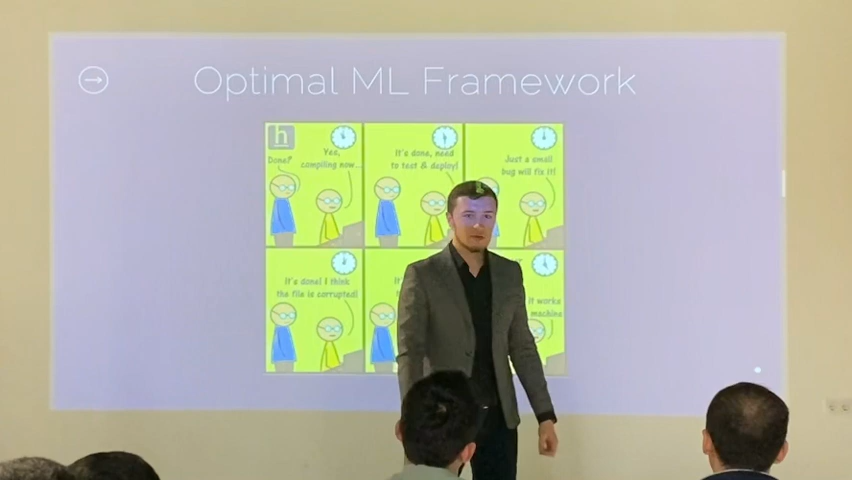 Optimal ML Framework
h
Done?
Yes,
compiling now...
It's done, need
to test & deploy!
Just a small
bug will fix it!
It's done! I think
the file is corrupted!
It
it works
machine